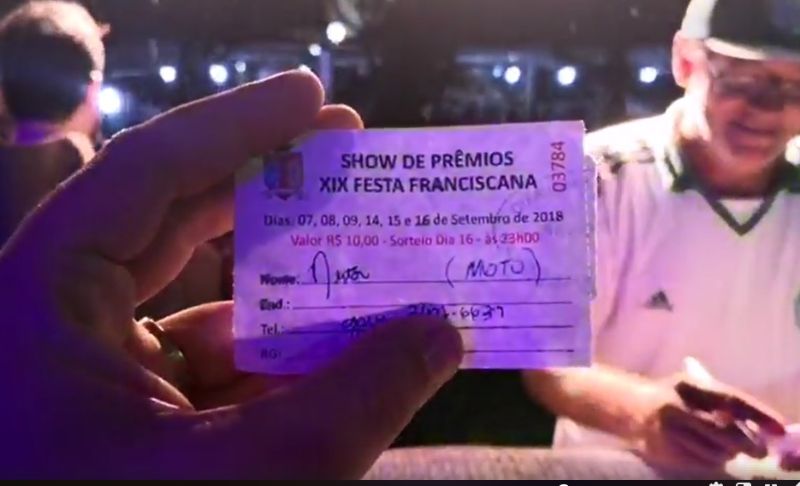 SHOW DE PRÊMIOS
XIX FESTA FRANCISCANA
03784
Dias: 07, 08, 09, 14, 15 e 16 de Setembro de 2018
Valor R$ 10,00 - Sorteio Dia 16 - às 23h00
Nome: (MOTO)
End.:
Tel.: -6637
RG: